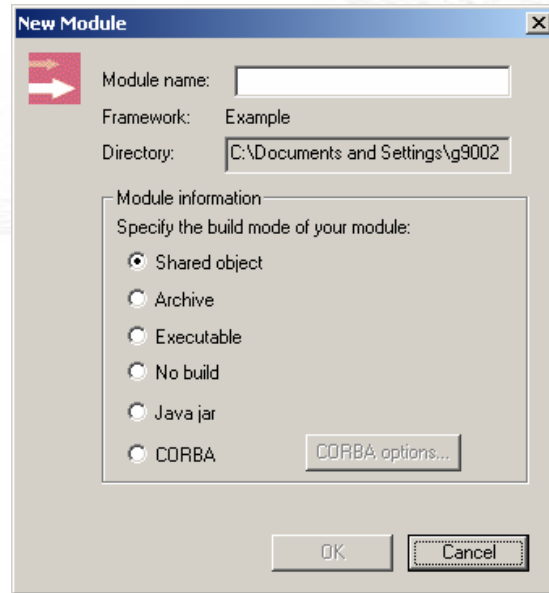 New Module
Module name:
Framework: Example
Directory: C:\Documents and Settings\g9002
Module information
Specify the build mode of your module:
Shared object
Archive
Executable
No build
Java jar
CORBA CORBA options...
OK Cancel